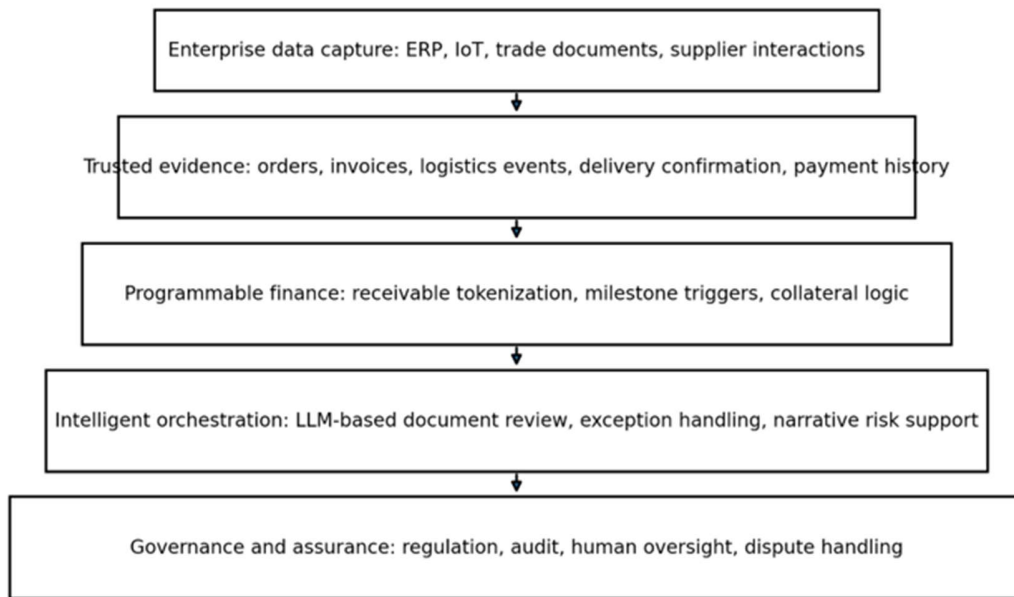 Enterprise data capture: ERP, IoT, trade documents, supplier interactions
Trusted evidence: orders, invoices, logistics events, delivery confirmation, payment history
Programmable finance: receivable tokenization, milestone triggers, collateral logic
Intelligent orchestration: LLM-based document review, exception handling, narrative risk support
Governance and assurance: regulation, audit, human oversight, dispute handling